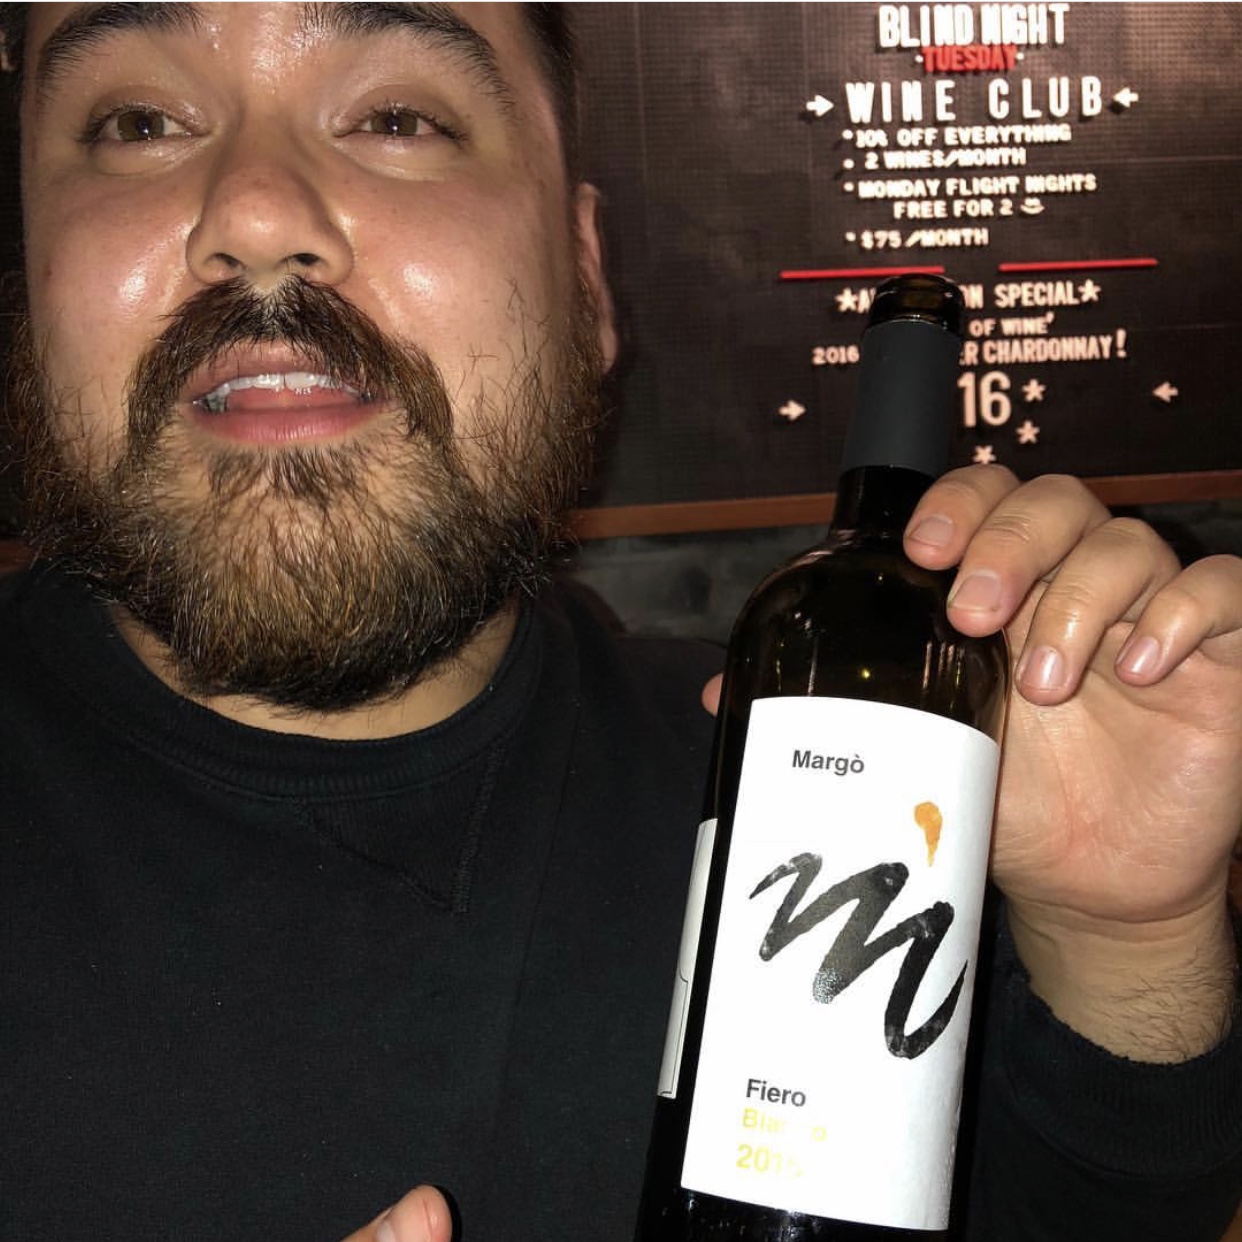 BLIND NIGHT
·TUESDAY·
→ WINE CLUB ←
* 10% OFF EVERYTHING
• 2 WINES/MONTH
* MONDAY FLIGHT NIGHTS
FREE FOR 2
* $75/MONTH
SPECIAL★
OF WINE'
2016 CHARDONNAY!
16
Margò
m
Fiero